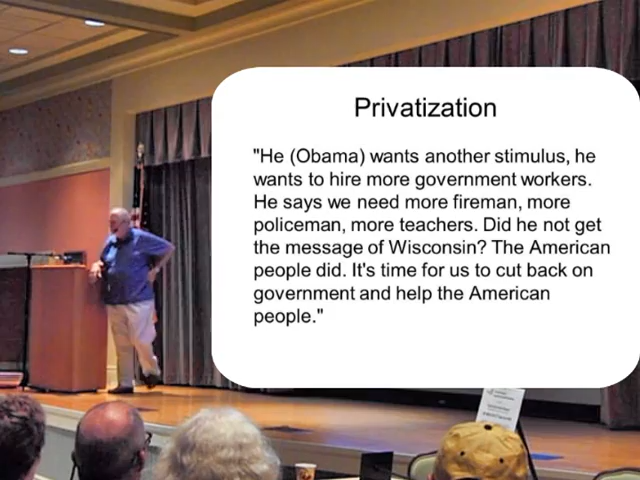 Privatization
"He (Obama) wants another stimulus, he
wants to hire more government workers.
He says we need more fireman, more
policeman, more teachers. Did he not get
the message of Wisconsin? The American
people did. It's time for us to cut back on
government and help the American
people."